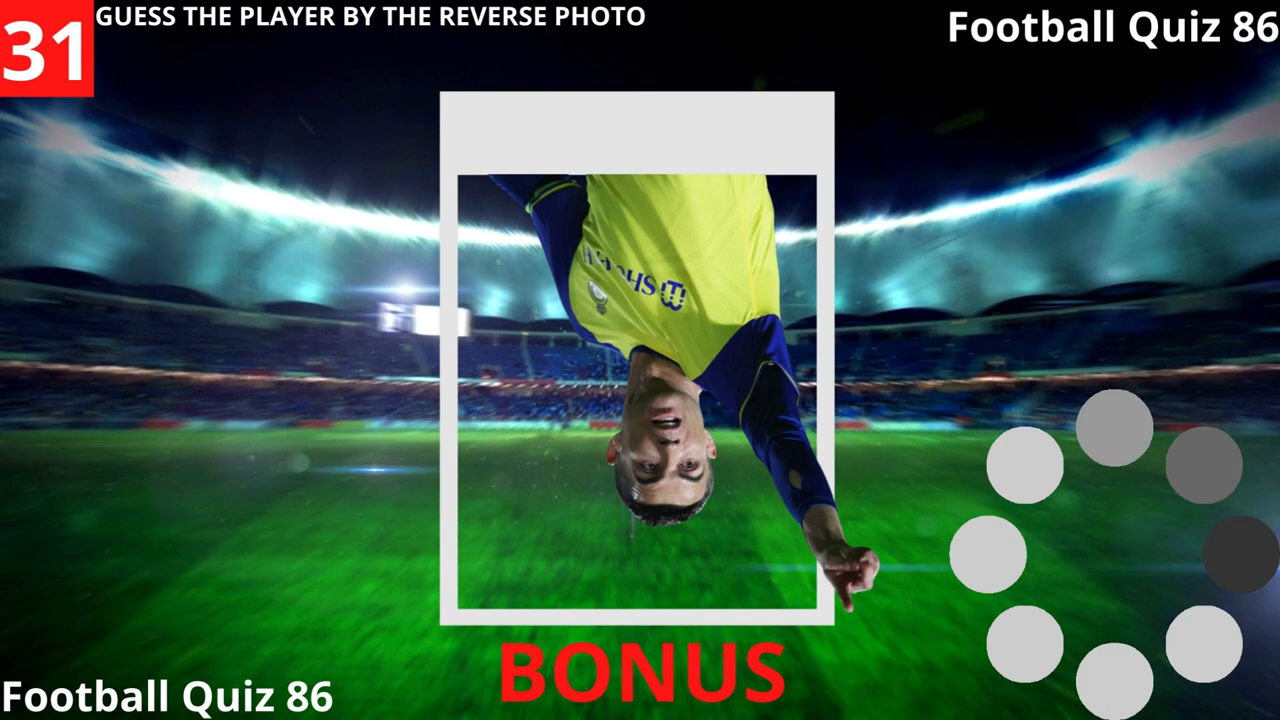 31
GUESS THE PLAYER BY THE REVERSE PHOTO
Football Quiz 86
BONUS
Football Quiz 86